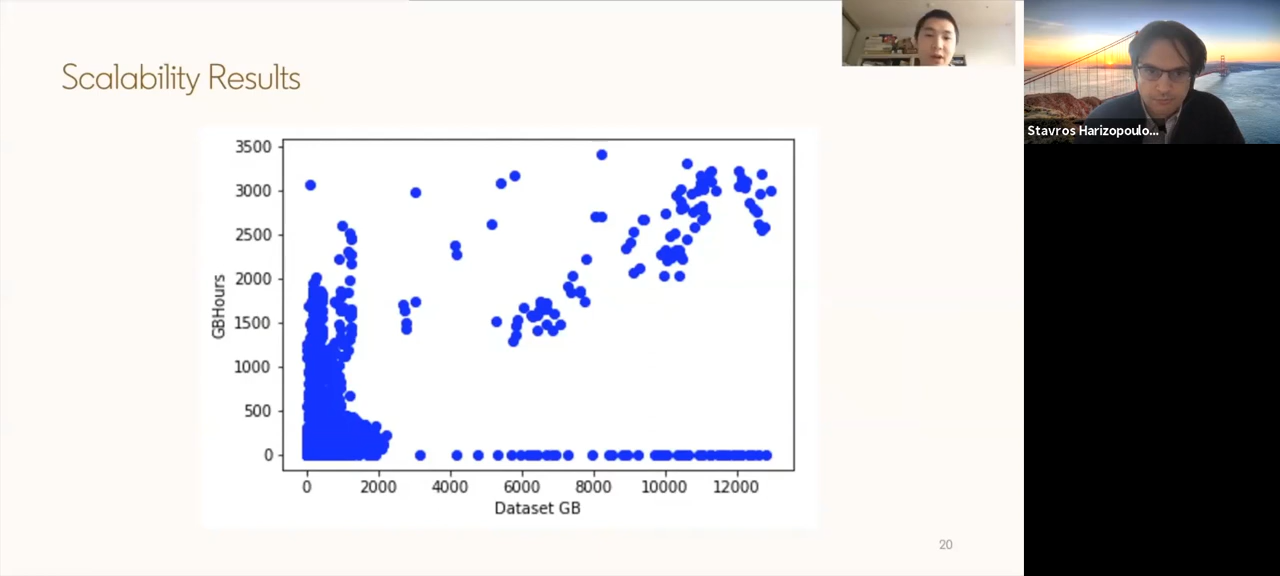 Scalability Results
Stavros Harizopoulo...
3500
3000
2500
2000
1500
1000
500
0
GBHours
0 2000 4000 6000 8000 10000 12000
Dataset GB
20